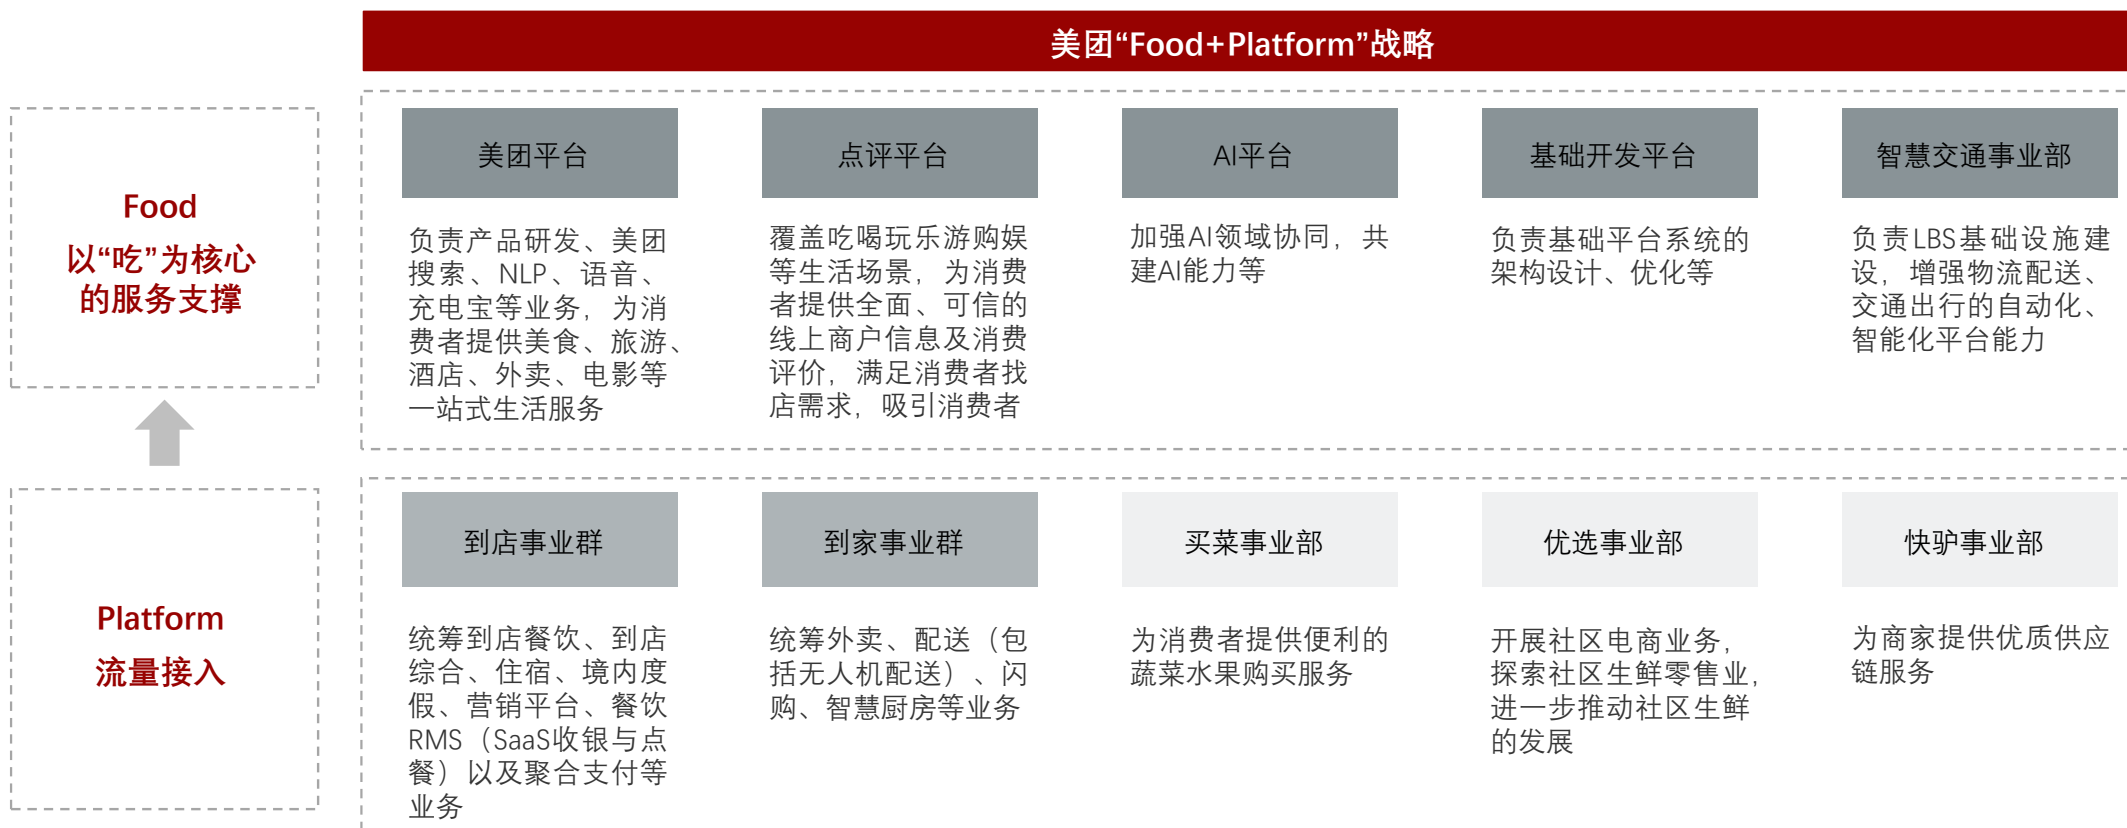 美团“Food+Platform”战略
Food
以“吃”为核心
的服务支撑
美团平台
负责产品研发、美团
搜索、NLP、语音、
充电宝等业务，为消
费者提供美食、旅游、
酒店、外卖、电影等
一站式生活服务
点评平台
覆盖吃喝玩乐游购娱
等生活场景，为消费
者提供全面、可信的
线上商户信息及消费
评价，满足消费者找
店需求，吸引消费者
AI平台
加强AI领域协同，共
建AI能力等
基础开发平台
负责基础平台系统的
架构设计、优化等
智慧交通事业部
负责LBS基础设施建
设，增强物流配送、
交通出行的自动化、
智能化平台能力
Platform
流量接入
到店事业群
统筹到店餐饮、到店
综合、住宿、境内度
假、营销平台、餐饮
RMS（SaaS收银与点
餐）以及聚合支付等
业务
到家事业群
统筹外卖、配送（包
括无人机配送）、闪
购、智慧厨房等业务
买菜事业部
为消费者提供便利的
蔬菜水果购买服务
优选事业部
开展社区电商业务，
探索社区生鲜零售业，
进一步推动社区生鲜
的发展
快驴事业部
为商家提供优质供应
链服务